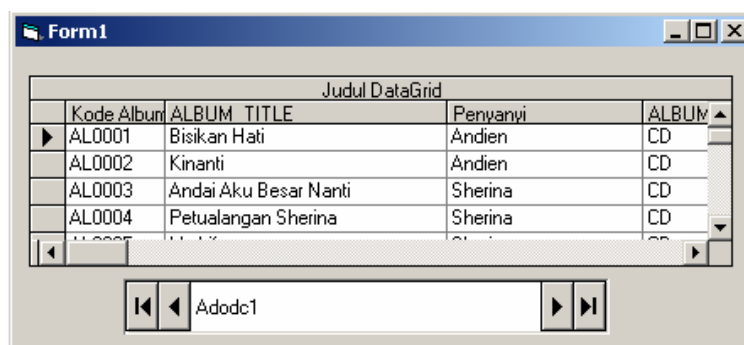 Form1
Judul DataGrid
Kode Album ALBUM_TITLE Penyanyi ALBUM
AL0001 Bisikan Hati Andien CD
AL0002 Kinanti Andien CD
AL0003 Andai Aku Besar Nanti Sherina CD
AL0004 Petualangan Sherina Sherina CD
Adodc1